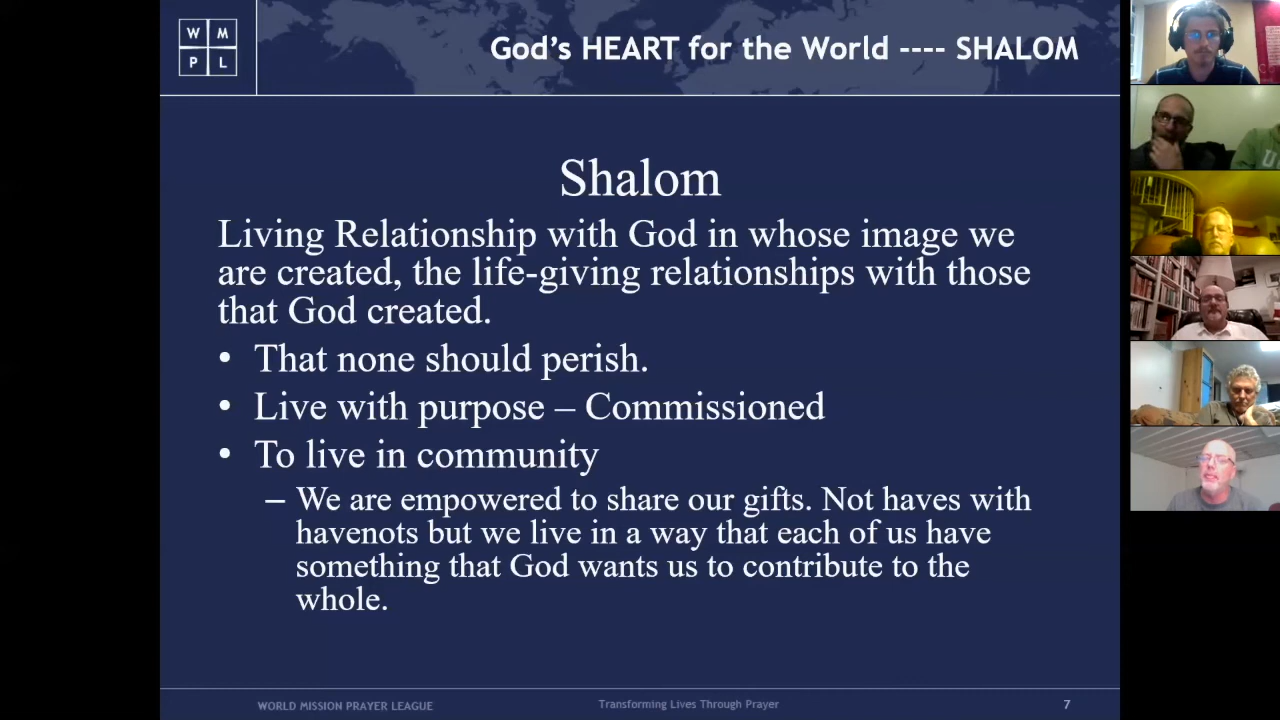 W M
P L
God's HEART for the World ---- SHALOM
Shalom
Living Relationship with God in whose image we
are created, the life-giving relationships with those
that God created.
• That none should perish.
• Live with purpose – Commissioned
• To live in community
– We are empowered to share our gifts. Not haves with
havenots but we live in a way that each of us have
something that God wants us to contribute to the
whole.
WORLD MISSION PRAYER LEAGUE
Transforming Lives Through Prayer
7